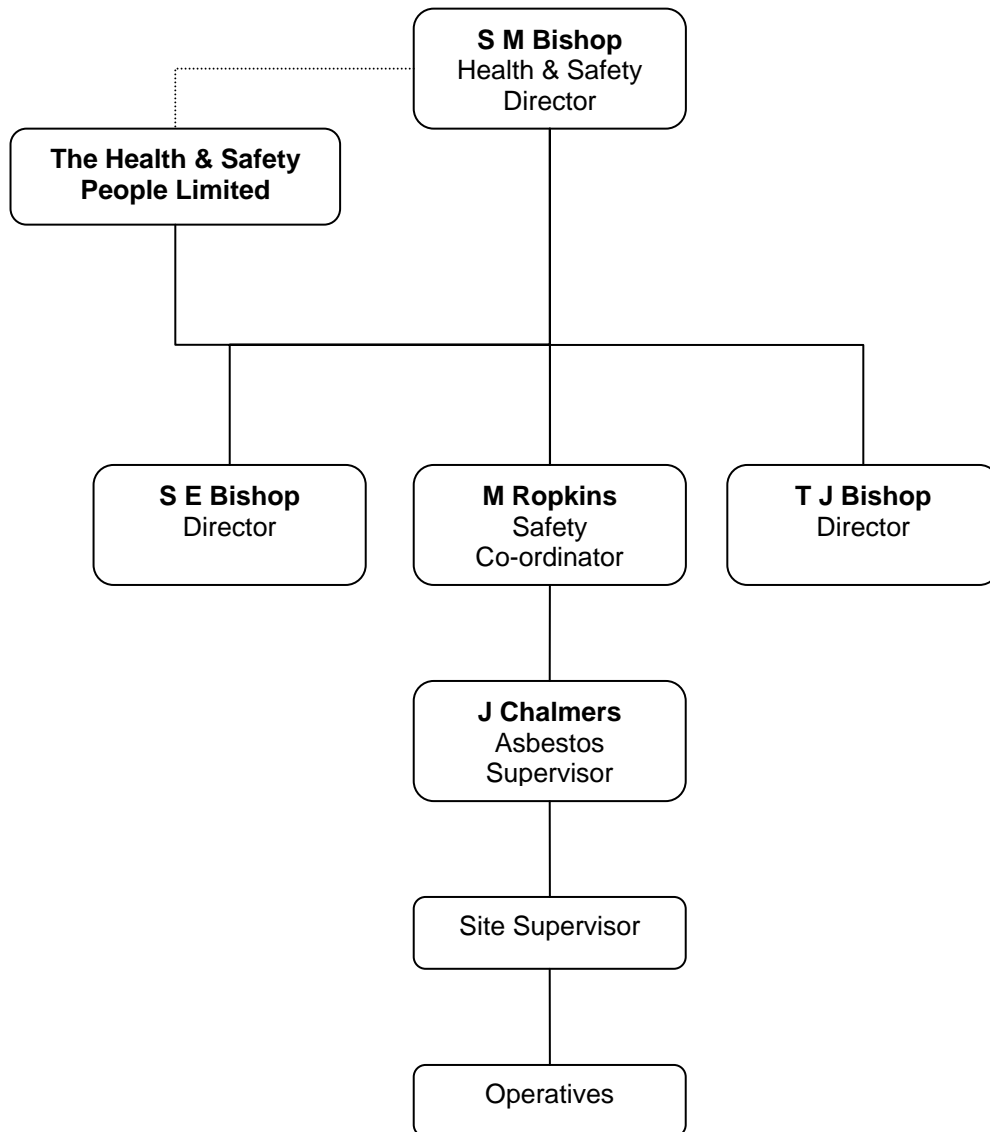 S M Bishop
Health & Safety
Director
The Health & Safety
People Limited
S E Bishop
Director
M Ropkins
Safety
Co-ordinator
T J Bishop
Director
J Chalmers
Asbestos
Supervisor
Site Supervisor
Operatives